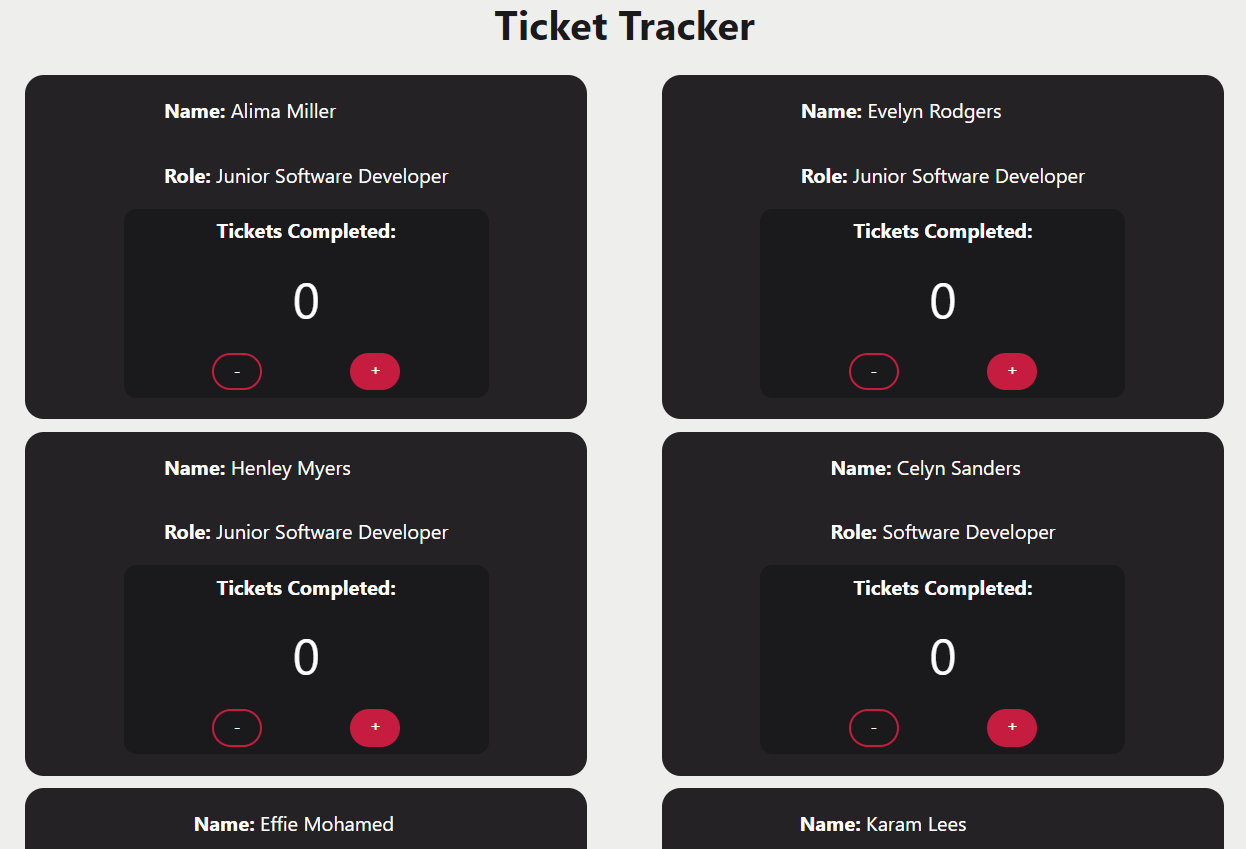 Ticket Tracker
Name: Alima Miller
Role: Junior Software Developer
Tickets Completed:
0
- +
Name: Evelyn Rodgers
Role: Junior Software Developer
Tickets Completed:
0
- +
Name: Henley Myers
Role: Junior Software Developer
Tickets Completed:
0
- +
Name: Celyn Sanders
Role: Software Developer
Tickets Completed:
0
- +
Name: Effie Mohamed
Name: Karam Lees